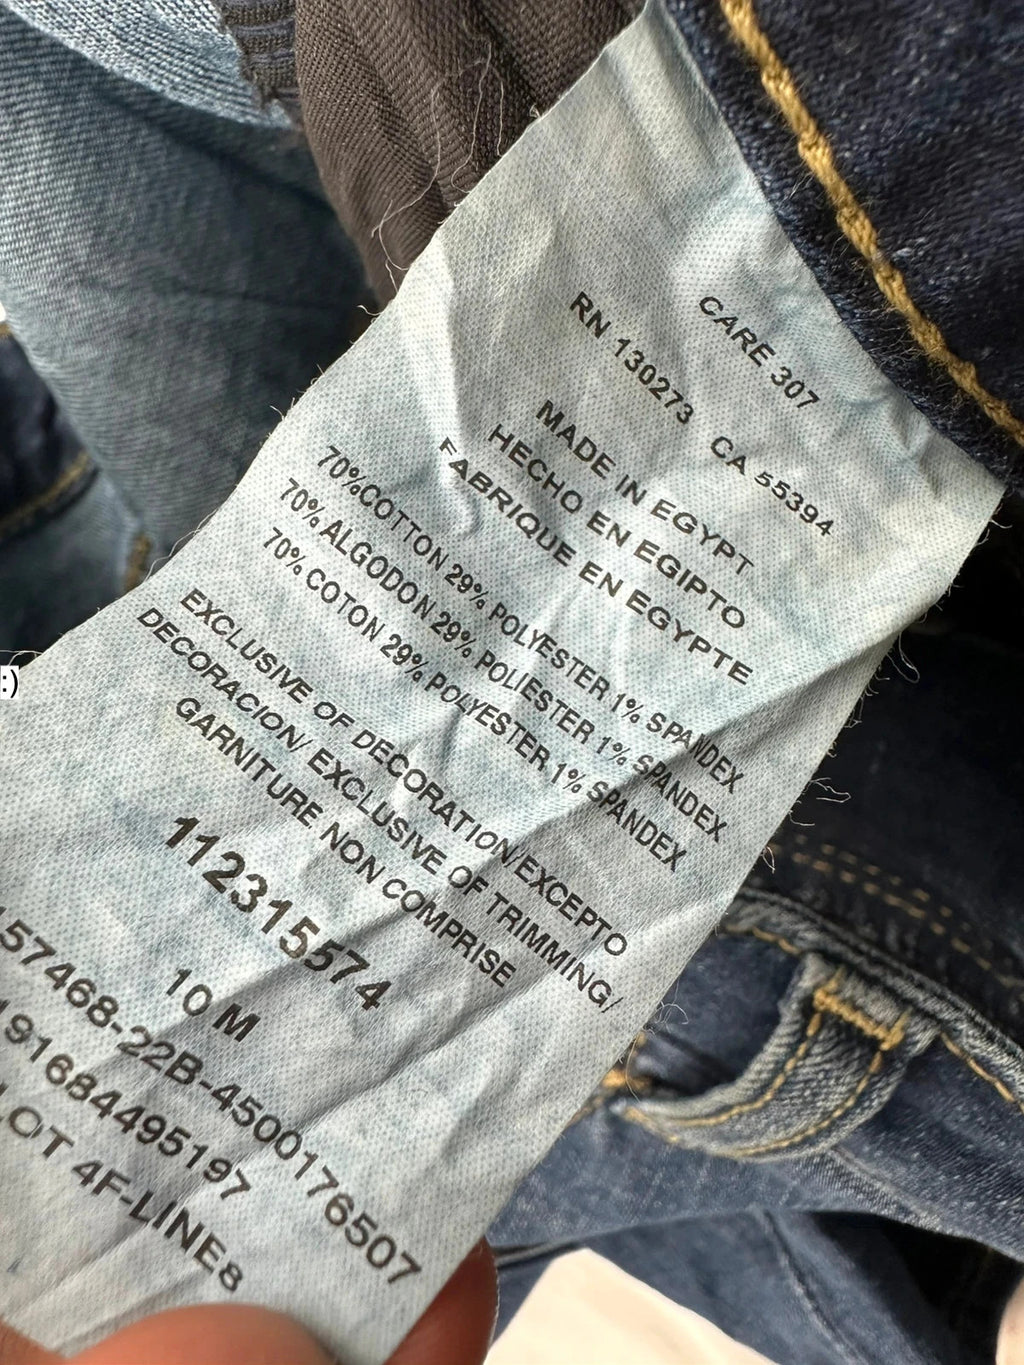 CARE 307
RN 130273 CA 55394
MADE IN EGYPT
HECHO EN EGIPTO
FABRIQUE EN EGYPTE
70%COTTON 29% POLYESTER 1% SPANDEX
70% ALGODON 29% POLIESTER 1% SPANDEX
70% COTON 29% POLYESTER 1% SPANDEX
EXCLUSIVE OF DECORATION/EXCEPTO
DECORACION/ EXCLUSIVE OF TRIMMING/
GARNITURE NON COMPRISE
112315574
10 M
157468-22B-4500176507
191684495197
LOT 4F-LINE8
:)